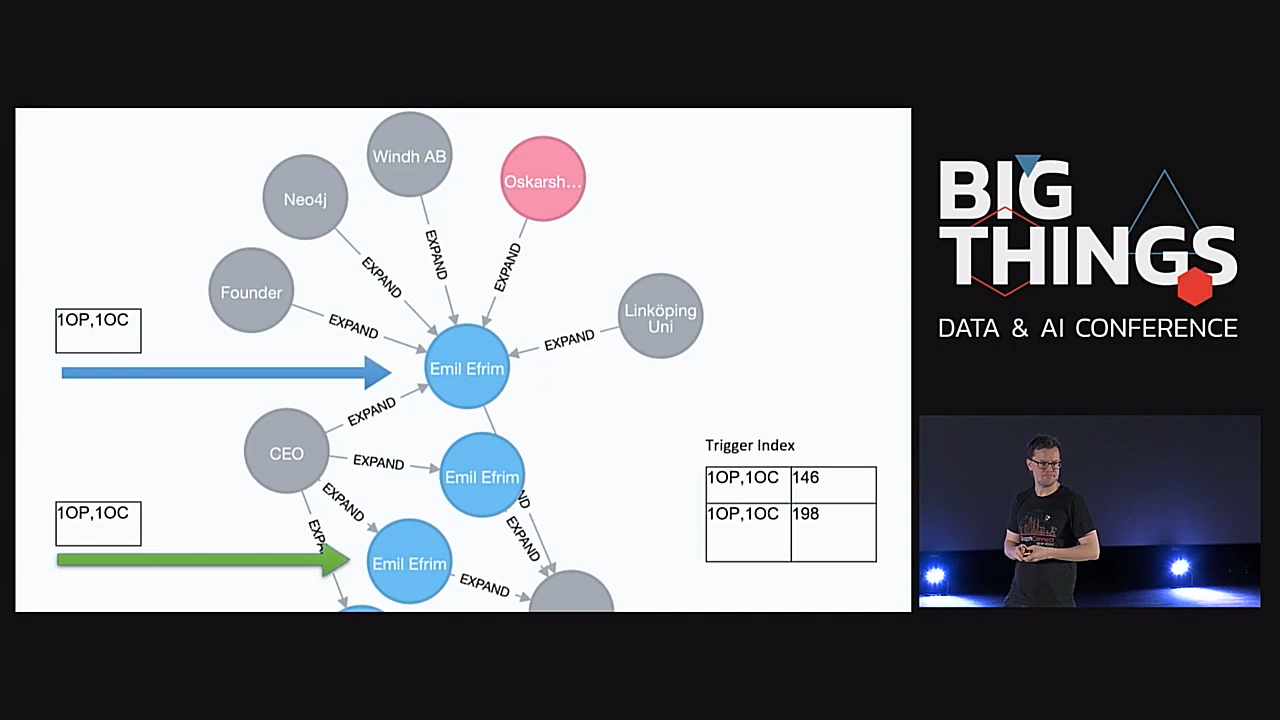 Windh AB
Oskarsh...
Neo4j
EXPAND
EXPAND
EXPAND
Founder
Linköping
Uni
EXPAND
EXPAND
1OP,1OC
Emil Efrim
EXPAND
CEO
EXPAND
Emil Efrim
EXPAND
ND
EXPAND
EXPA
1OP,1OC
Emil Efrim
EXPAND
Trigger Index
1OP,1OC 146
1OP,1OC 198
BIG
THINGS
DATA & AI CONFERENCE